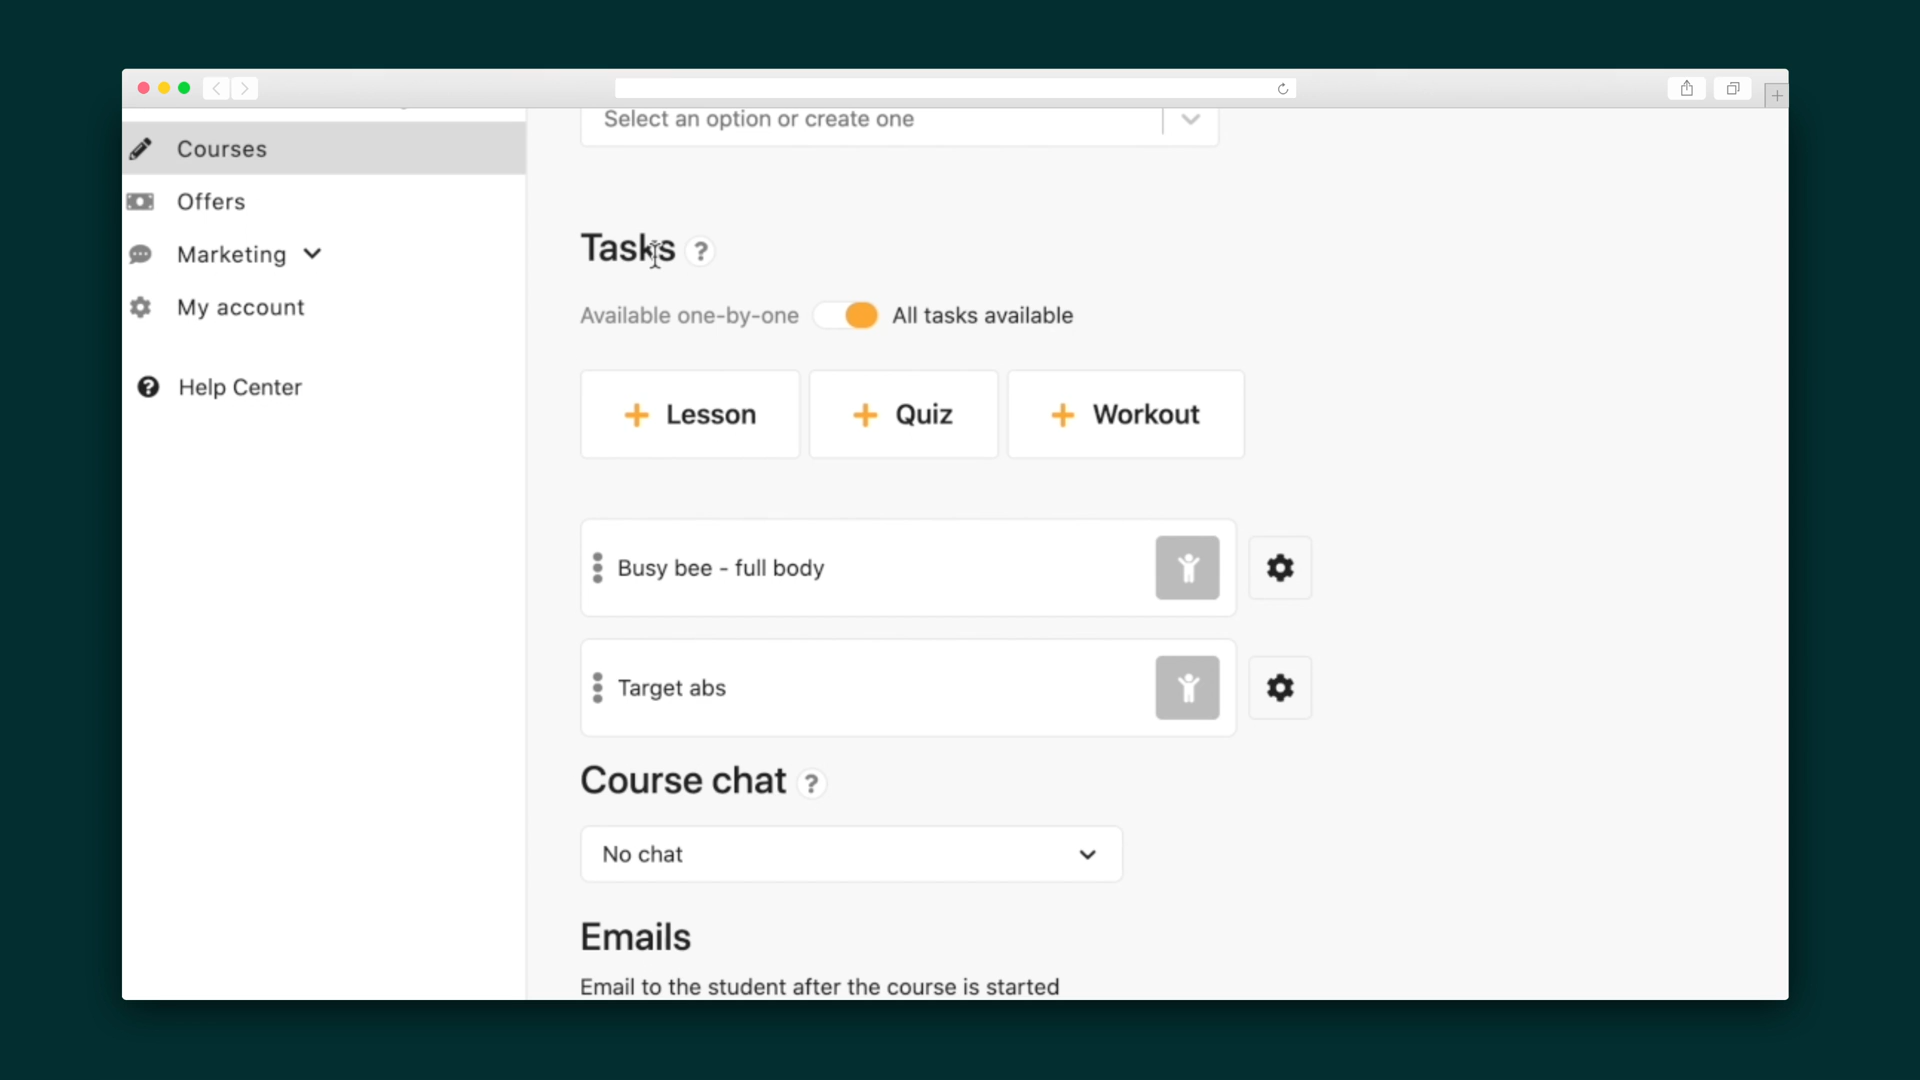 Select an option or create one
Courses
Offers
Marketing
My account
Help Center
Tasks ?
Available one-by-one All tasks available
+ Lesson + Quiz + Workout
Busy bee - full body
Target abs
Course chat ?
No chat
Emails
Email to the student after the course is started